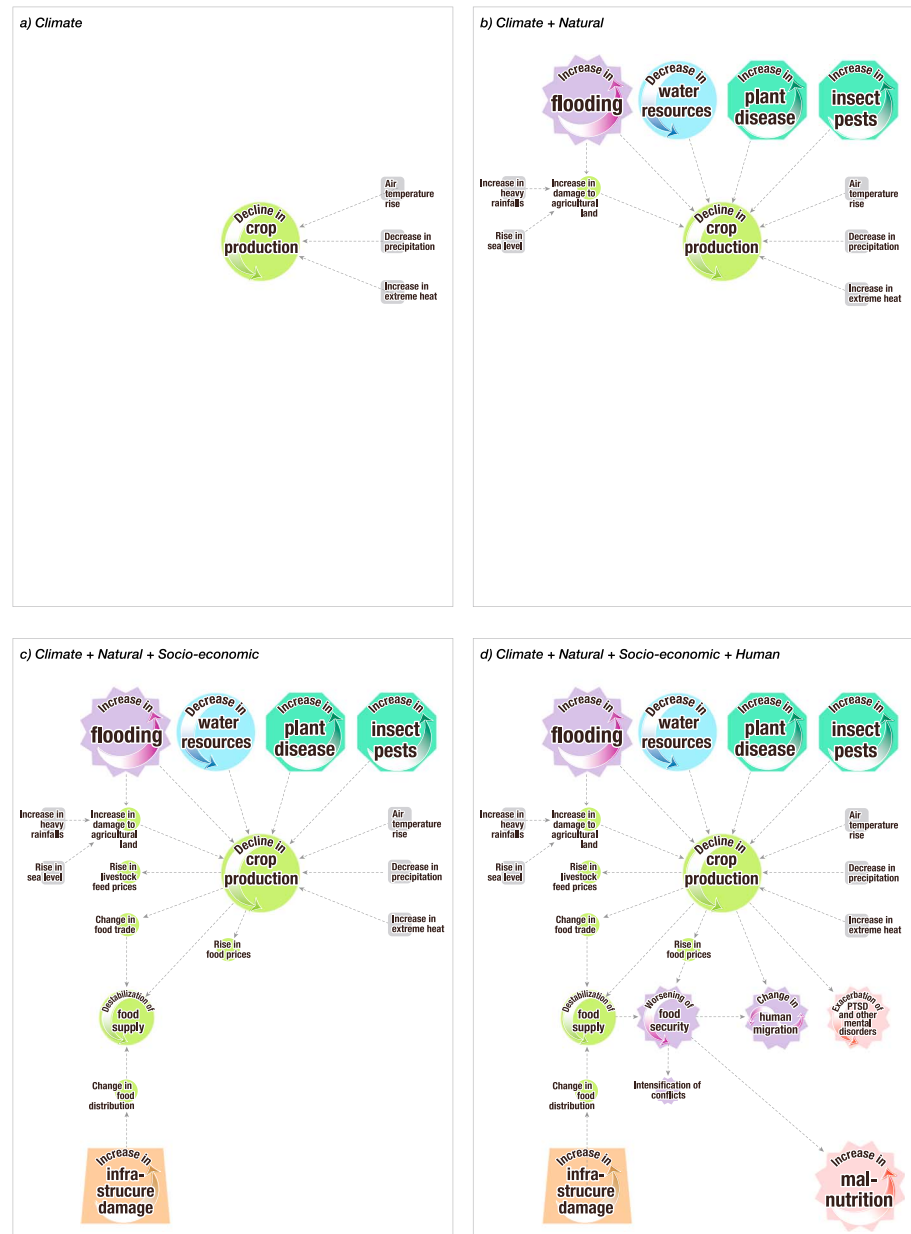 a) Climate
Decline in
crop
production
Air
temperature
rise
Decrease in
precipitation
Increase in
extreme heat
b) Climate + Natural
Increase in
flooding
Decrease in
water
resources
Increase in
plant
disease
Increase in
insect
pests
Increase in
heavy
rainfalls
Increase in
damage to
agricultural
land
Rise in
sea level
Decline in
crop
production
Air
temperature
rise
Decrease in
precipitation
Increase in
extreme heat
c) Climate + Natural + Socio-economic
Increase in
flooding
Decrease in
water
resources
Increase in
plant
disease
Increase in
insect
pests
Increase in
heavy
rainfalls
Increase in
damage to
agricultural
land
Rise in
sea level
Rise in
livestock
feed prices
Decline in
crop
production
Air
temperature
rise
Decrease in
precipitation
Increase in
extreme heat
Change in
food trade
Rise in
food prices
Destabilization of
food
supply
Change in
food
distribution
Increase in
infra-
strucure
damage
d) Climate + Natural + Socio-economic + Human
Increase in
flooding
Decrease in
water
resources
Increase in
plant
disease
Increase in
insect
pests
Increase in
heavy
rainfalls
Increase in
damage to
agricultural
land
Rise in
sea level
Rise in
livestock
feed prices
Decline in
crop
production
Air
temperature
rise
Decrease in
precipitation
Increase in
extreme heat
Change in
food trade
Rise in
food prices
Destabilization of
food
supply
Worsening of
food
security
Change in
human
migration
Exacerbation of
PTSD
and other
mental
disorders
Change in
food
distribution
Intensification of
conflicts
Increase in
infra-
strucure
damage
Increase in
mal-
nutrition